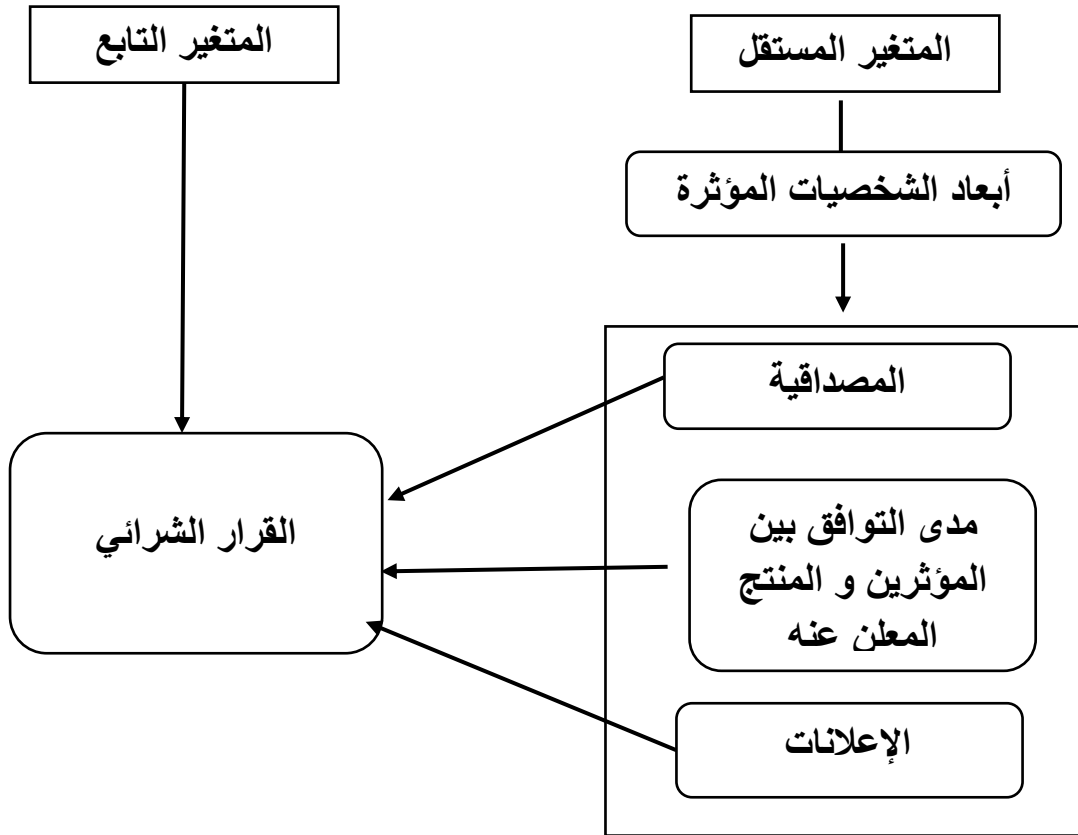 المتغير المستقل
المتغير التابع
أبعاد الشخصيات المؤثرة
المصداقية
مدى التوافق بين
المؤثرين و المنتج
المعلن عنه
القرار الشرائي
الإعلانات